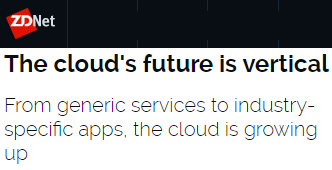 ZDNet
The cloud's future is vertical
From generic services to industry-
specific apps, the cloud is growing
up